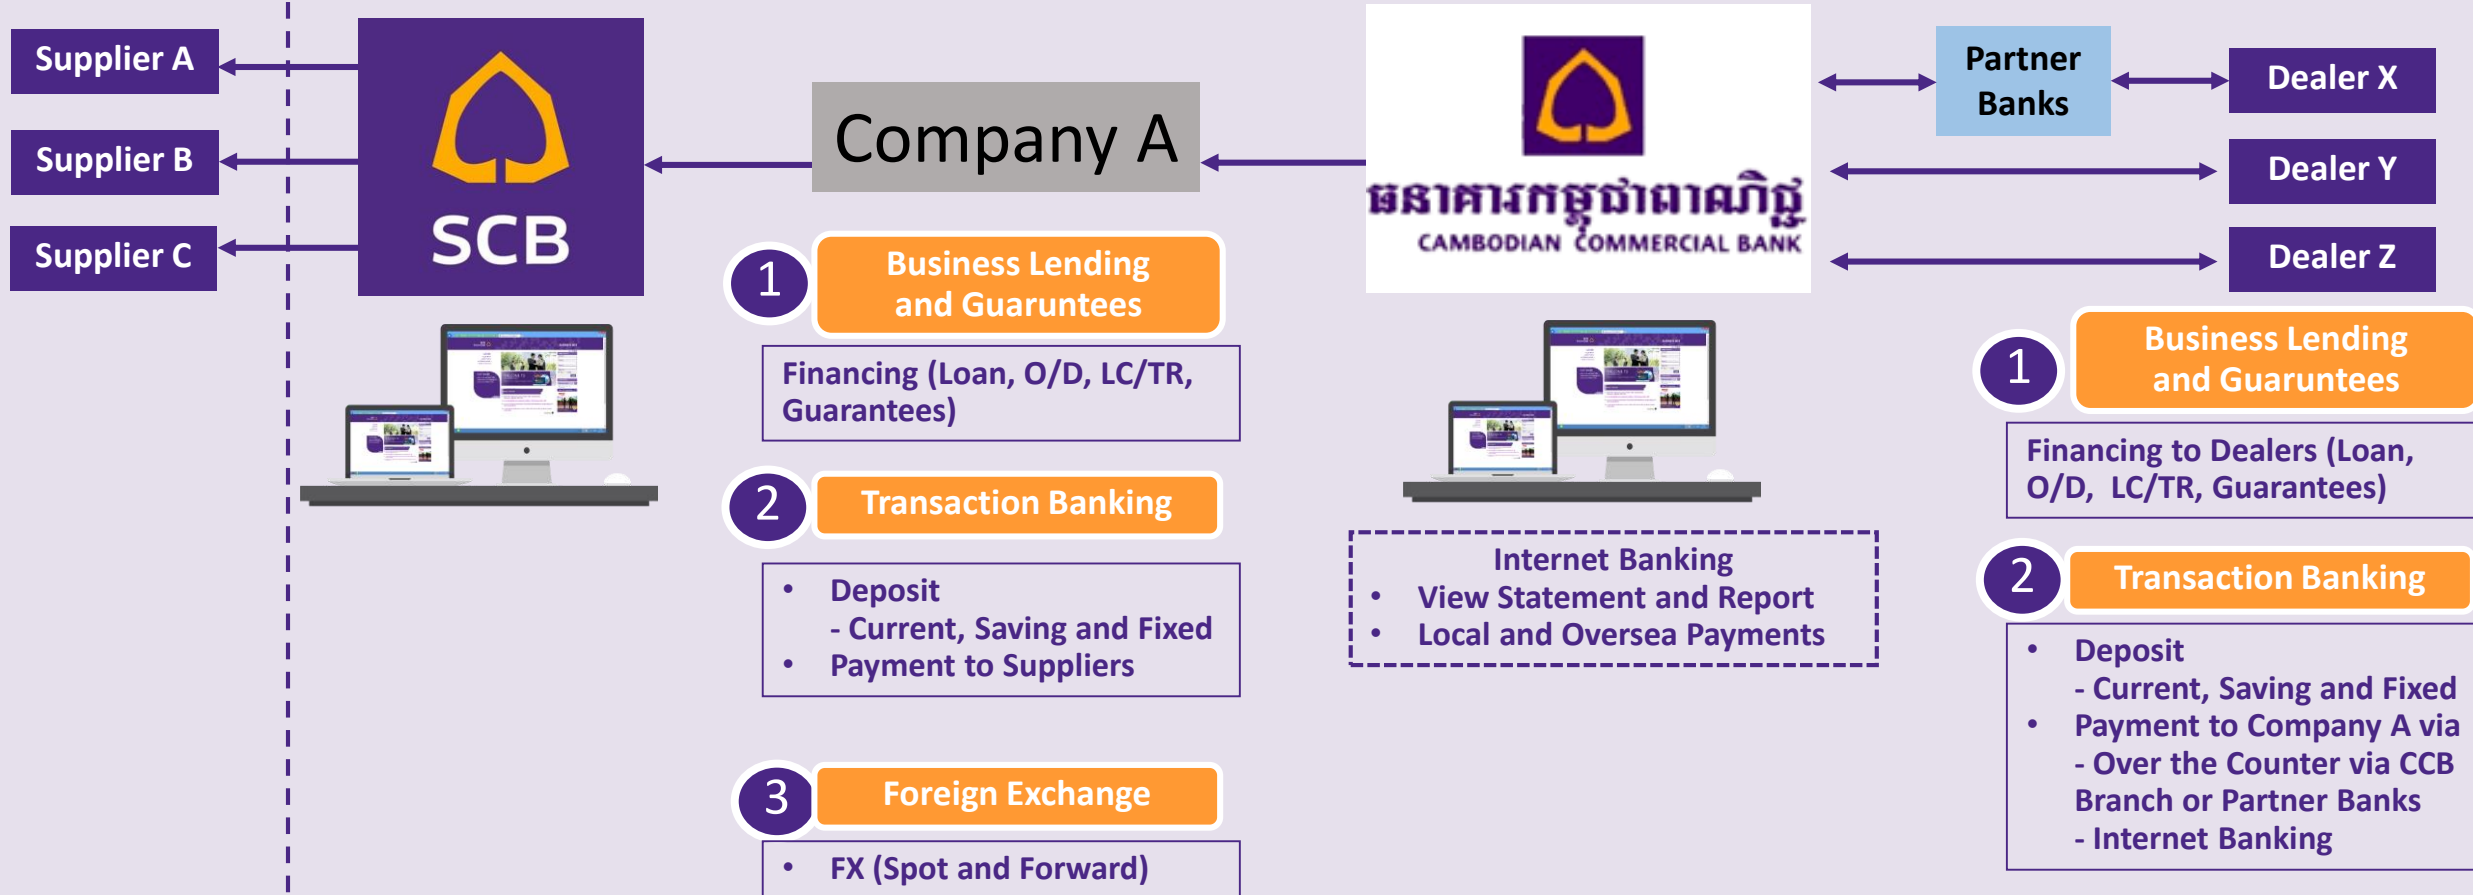 Supplier A
Supplier B
Supplier C
SCB
Company A
ធនាគារកម្ពុជាពាណិជ្ជ
CAMBODIAN COMMERCIAL BANK
Partner
Banks
Dealer X
Dealer Y
Dealer Z
1
Business Lending
and Guaruntees
Financing (Loan, O/D, LC/TR,
Guarantees)
2
Transaction Banking
• Deposit
- Current, Saving and Fixed
• Payment to Suppliers
3
Foreign Exchange
• FX (Spot and Forward)
Internet Banking
• View Statement and Report
• Local and Oversea Payments
1
Business Lending
and Guaruntees
Financing to Dealers (Loan,
O/D, LC/TR, Guarantees)
2
Transaction Banking
• Deposit
- Current, Saving and Fixed
• Payment to Company A via
- Over the Counter via CCB
Branch or Partner Banks
- Internet Banking